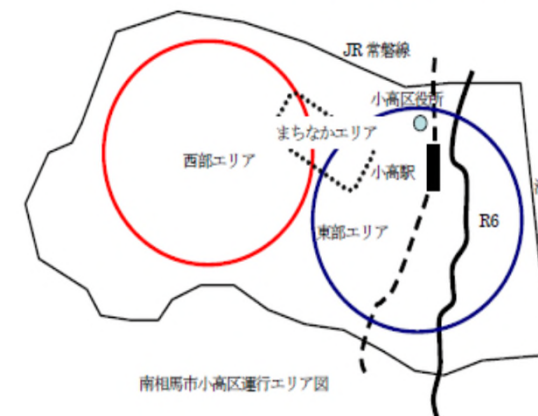 JR 常磐線
小高区役所
まちなかエリア
西部エリア
小高駅
東部エリア
R6
南相馬市小高区運行エリア図